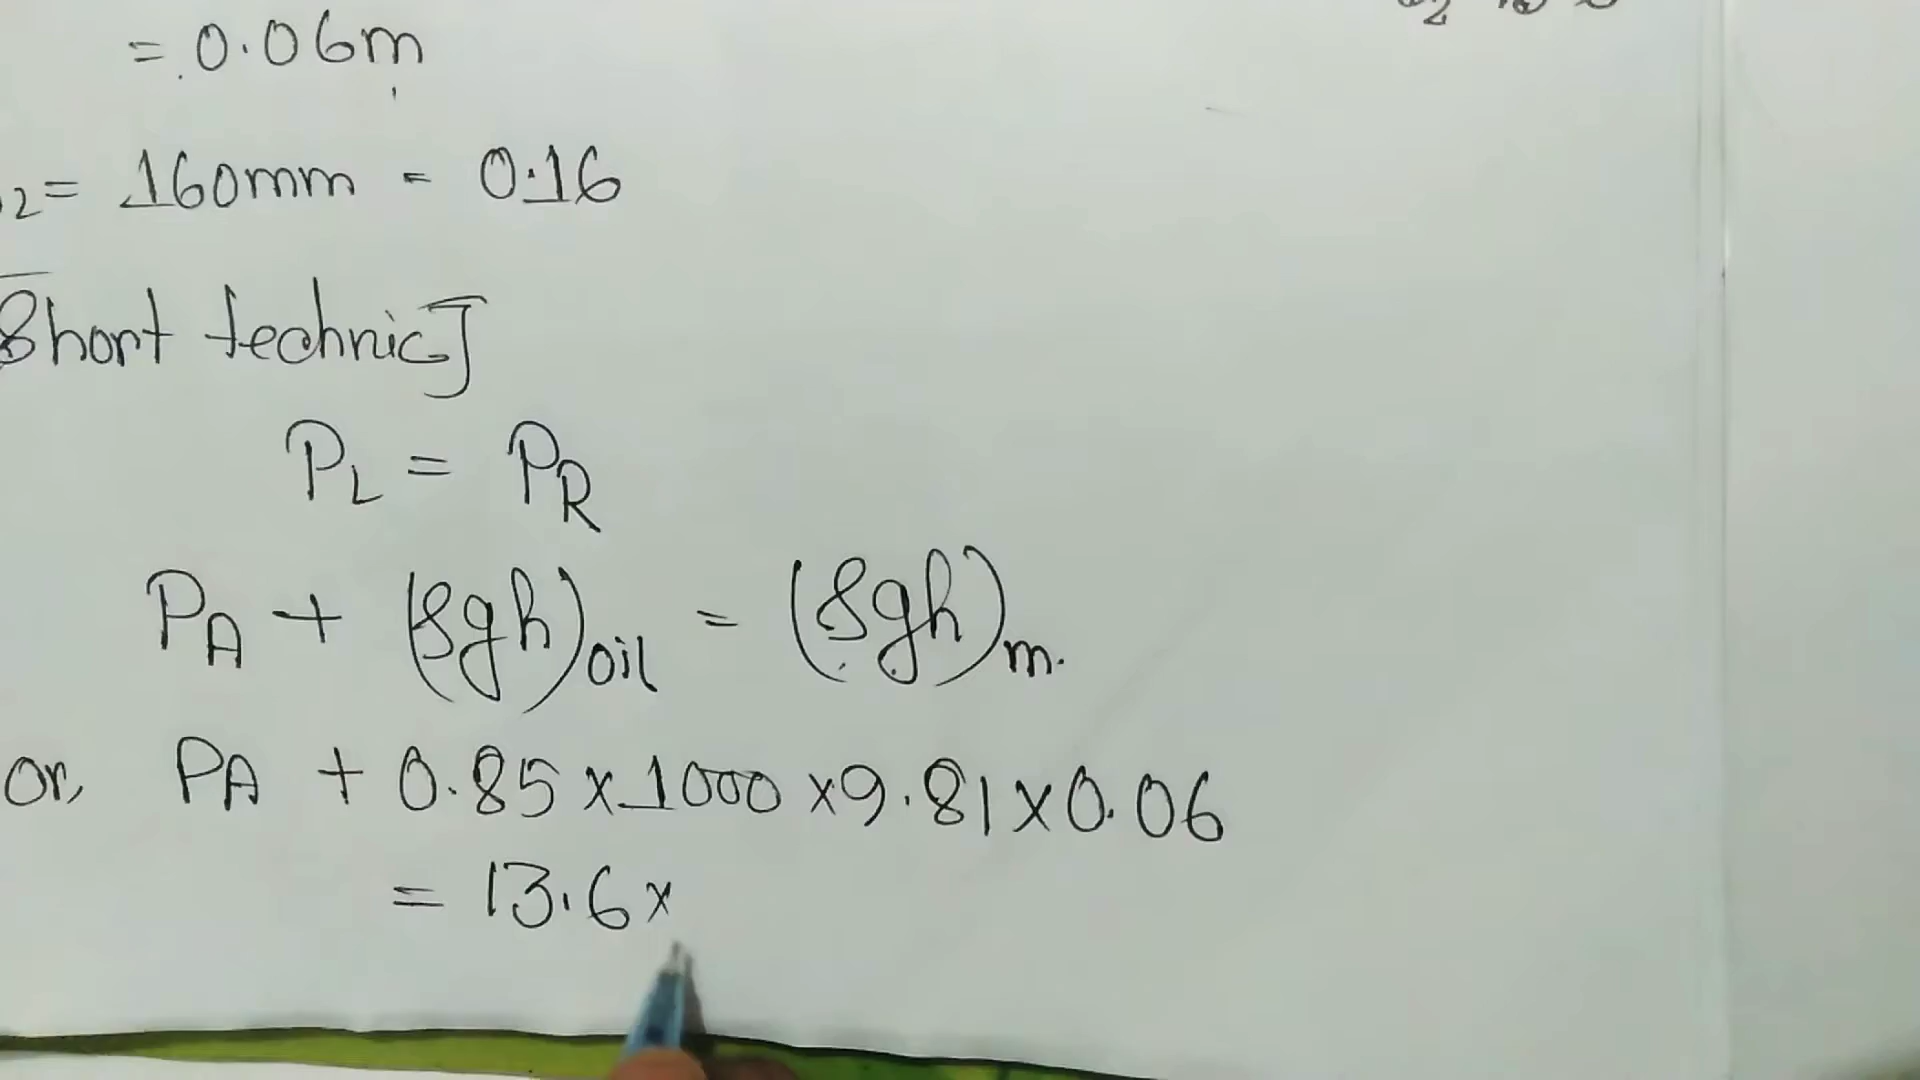 = 0.06m
2 = 160mm = 0.16
Short technic]
PL = PR
PA + (ρgh)oil = (ρgh)m.
or, PA + 0.85 x 1000 x 9.81 x 0.06
= 13.6 x